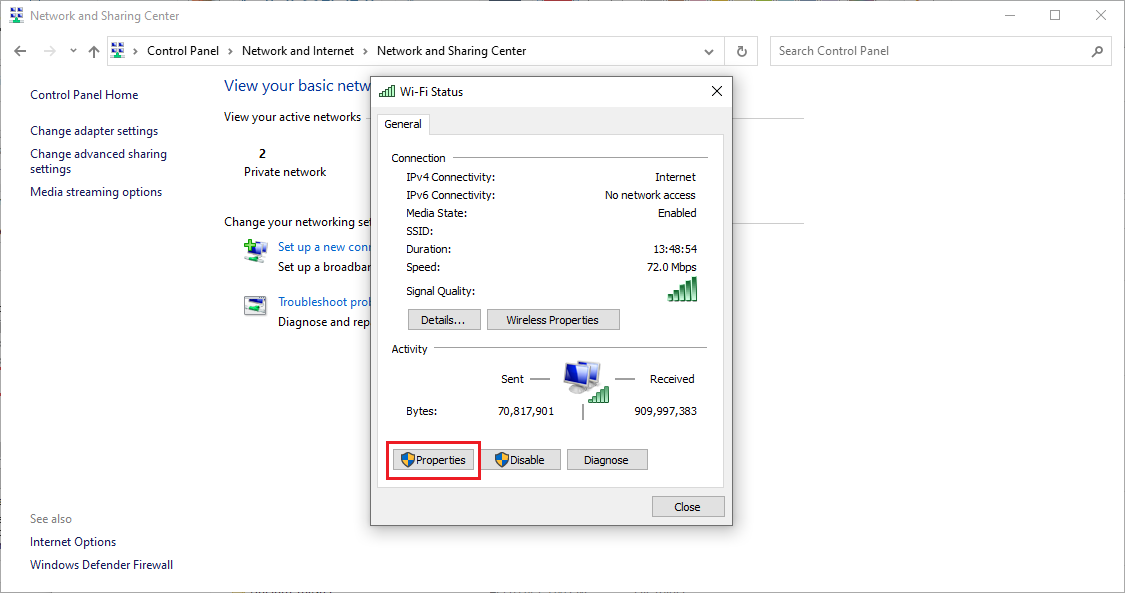 Network and Sharing Center
Control Panel > Network and Internet > Network and Sharing Center
Search Control Panel
Control Panel Home
Change adapter settings
Change advanced sharing
settings
Media streaming options
See also
Internet Options
Windows Defender Firewall
View your basic netw
View your active networks
2
Private network
Change your networking set
Set up a new conn
Set up a broadban
Troubleshoot prob
Diagnose and rep
Wi-Fi Status
General
Connection
IPv4 Connectivity: Internet
IPv6 Connectivity: No network access
Media State: Enabled
SSID:
Duration: 13:48:54
Speed: 72.0 Mbps
Signal Quality:
Details... Wireless Properties
Activity
Sent Received
Bytes: 70,817,901 909,997,383
Properties Disable Diagnose
Close